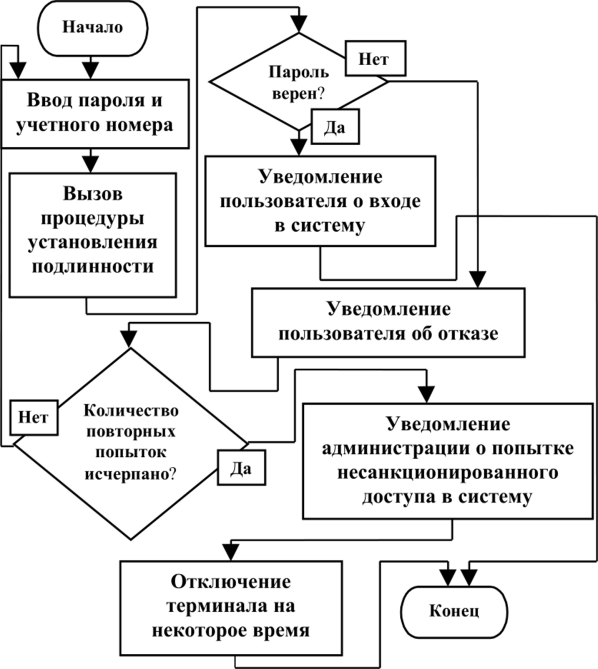 Начало
Ввод пароля и
учетного номера
Вызов
процедуры
установления
подлинности
Пароль
верен?
Нет
Да
Уведомление
пользователя о входе
в систему
Уведомление
пользователя об отказе
Количество
повторных
попыток
исчерпано?
Нет
Да
Уведомление
администрации о попытке
несанкционированного
доступа в систему
Отключение
терминала на
некоторое время
Конец